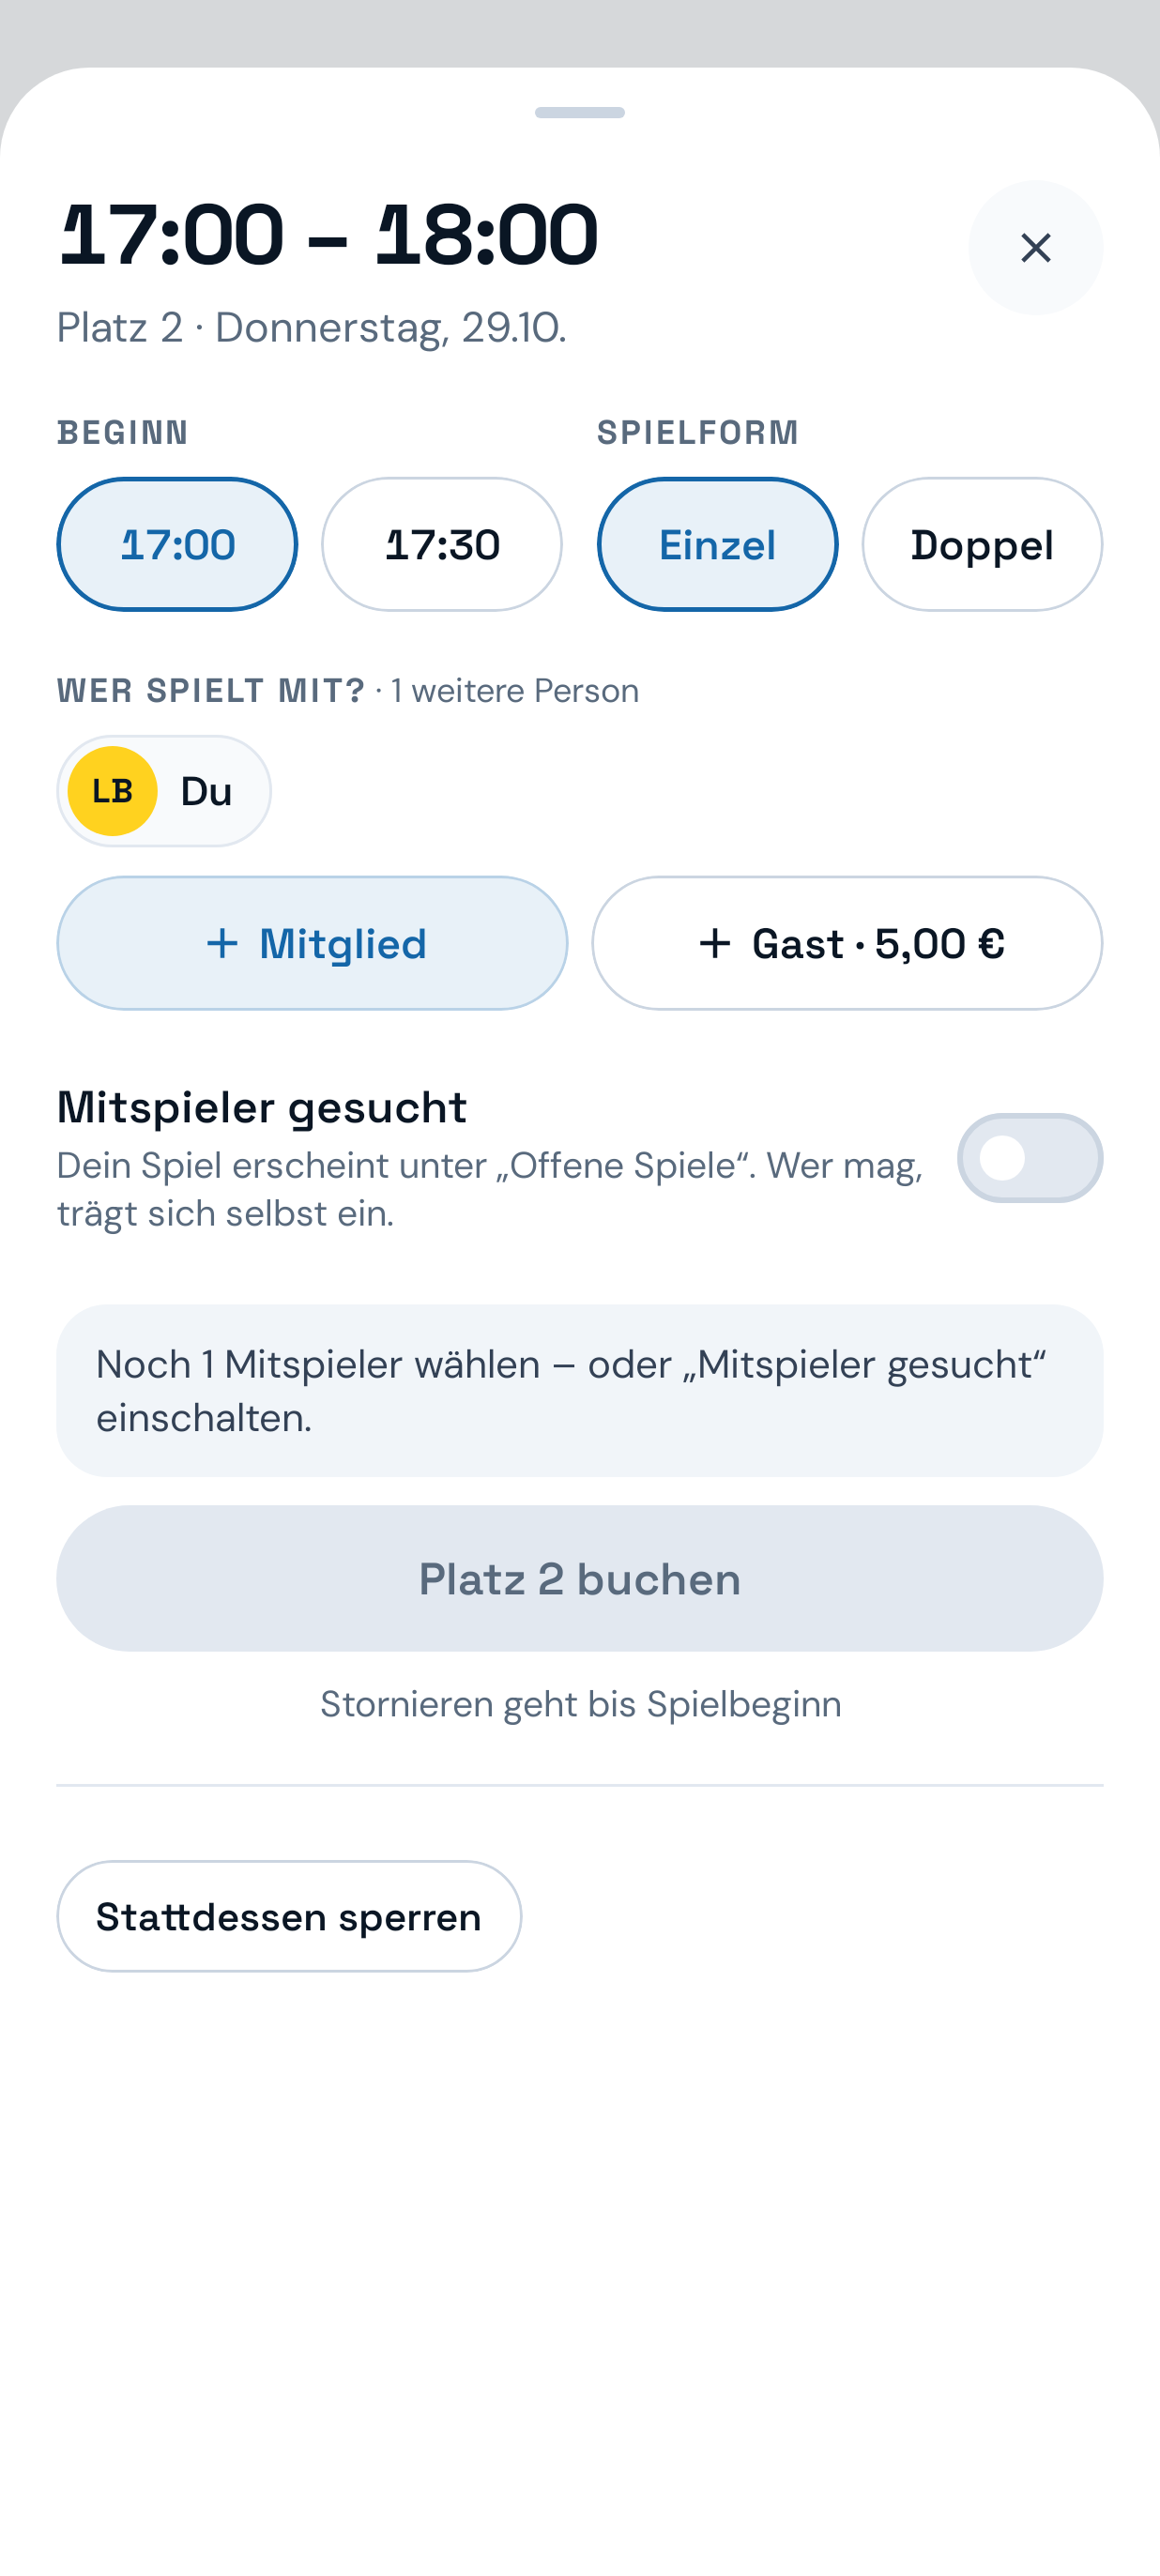 17:00 – 18:00
Platz 2 · Donnerstag, 29.10.
BEGINN
SPIELFORM
17:00
17:30
Einzel
Doppel
WER SPIELT MIT? · 1 weitere Person
LB Du
+ Mitglied
+ Gast · 5,00 €
Mitspieler gesucht
Dein Spiel erscheint unter „Offene Spiele“. Wer mag,
trägt sich selbst ein.
Noch 1 Mitspieler wählen – oder „Mitspieler gesucht“
einschalten.
Platz 2 buchen
Stornieren geht bis Spielbeginn
Stattdessen sperren